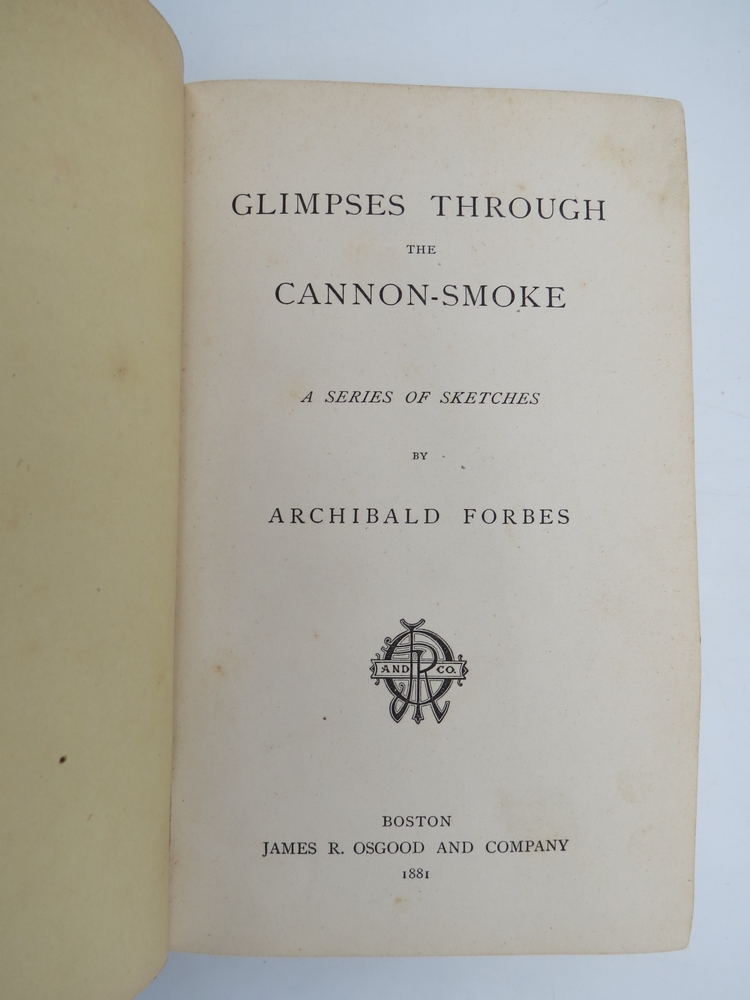 GLIMPSES THROUGH
THE
CANNON-SMOKE
A SERIES OF SKETCHES
BY
ARCHIBALD FORBES
AND CO.
BOSTON
JAMES R. OSGOOD AND COMPANY
1881